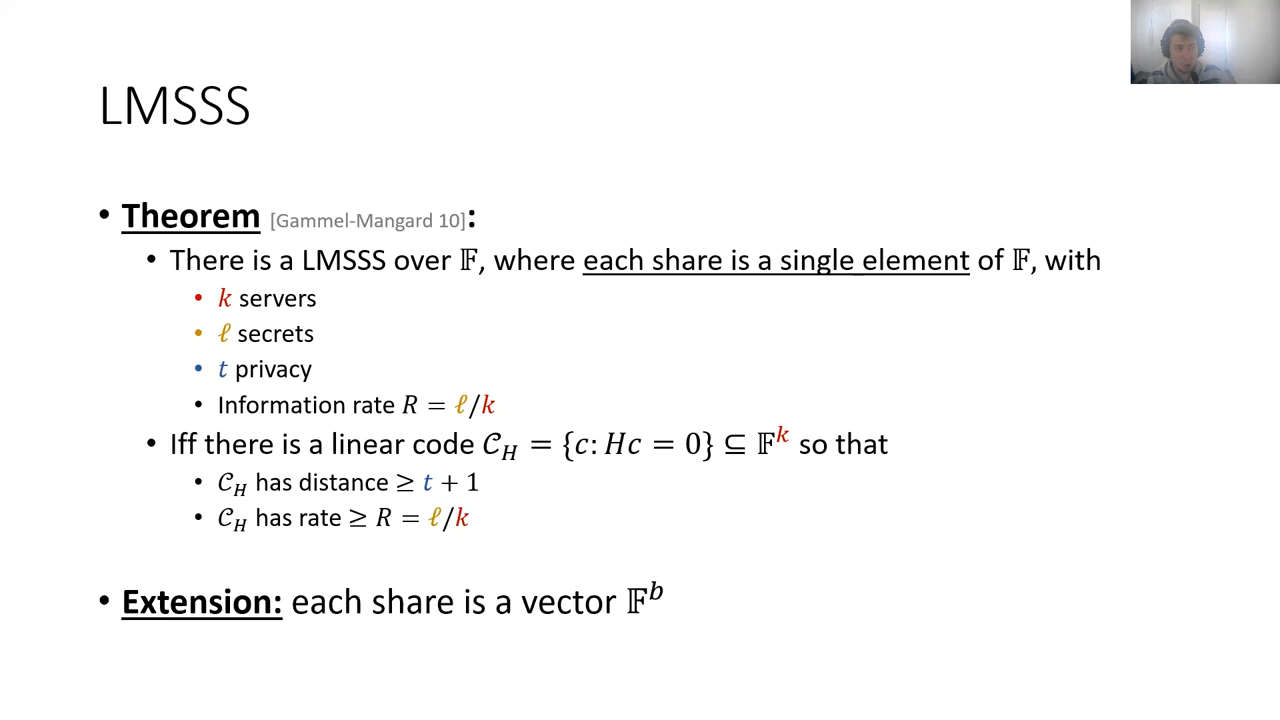 LMSSS
• Theorem [Gammel-Mangard 10]:
• There is a LMSSS over 𝔽, where each share is a single element of 𝔽, with
• k servers
• ℓ secrets
• t privacy
• Information rate R = ℓ/k
• Iff there is a linear code 𝒞_H = {c: Hc = 0} ⊆ 𝔽^k so that
• 𝒞_H has distance ≥ t + 1
• 𝒞_H has rate ≥ R = ℓ/k
• Extension: each share is a vector 𝔽^b